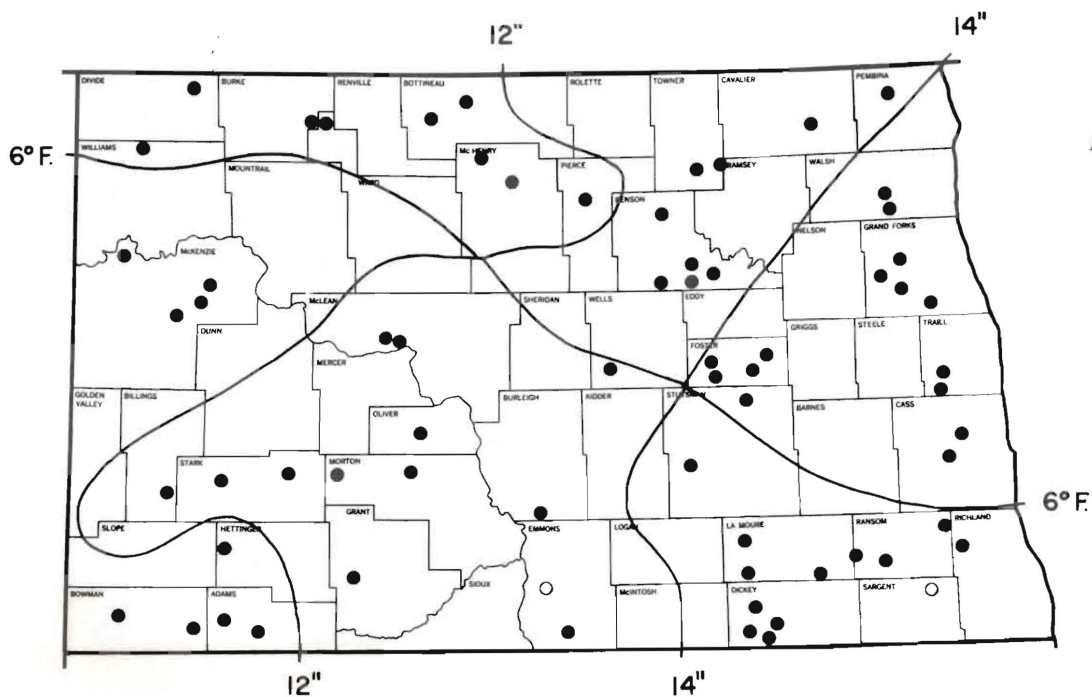 12"
14"
DIVIDE
BURKE
RENVILLE
BOTTINEAU
ROLETTE
TOWNER
CAVALIER
PEMBINA
6° F.
WILLIAMS
MOUNTRAIL
WARD
Mc HENRY
PIERCE
BENSON
RAMSEY
WALSH
NELSON
GRAND FORKS
McKENZIE
DUNN
McLEAN
MERCER
SHERIDAN
WELLS
EDDY
FOSTER
GRIGGS
STEELE
TRAILL
GOLDEN
VALLEY
BILLINGS
OLIVER
BURLEIGH
KIDDER
STUTSMAN
BARNES
CASS
STARK
MORTON
GRANT
SLOPE
HETTINGER
EMMONS
LOGAN
LA MOURE
RANSOM
RICHLAND
6° F.
BOWMAN
ADAMS
SIOUX
McINTOSH
DICKEY
SARGENT
12"
14"